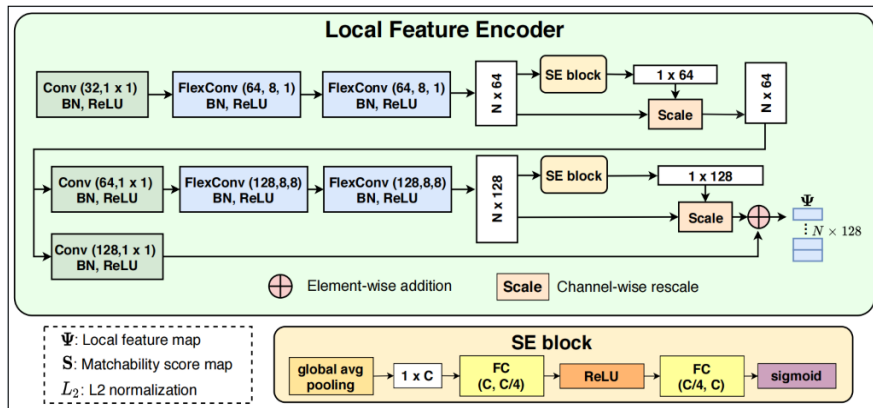 Local Feature Encoder
Conv (32,1 x 1)
BN, ReLU
FlexConv (64, 8, 1)
BN, ReLU
FlexConv (64, 8, 1)
BN, ReLU
N x 64
SE block
1 x 64
Scale
N x 64
Conv (64,1 x 1)
BN, ReLU
FlexConv (128,8,8)
BN, ReLU
FlexConv (128,8,8)
BN, ReLU
N x 128
SE block
1 x 128
Scale
Ψ
⋮ N × 128
Conv (128,1 x 1)
BN, ReLU
Element-wise addition
Scale
Channel-wise rescale
Ψ: Local feature map
S: Matchability score map
L₂: L2 normalization
SE block
global avg
pooling
1 x C
FC
(C, C/4)
ReLU
FC
(C/4, C)
sigmoid